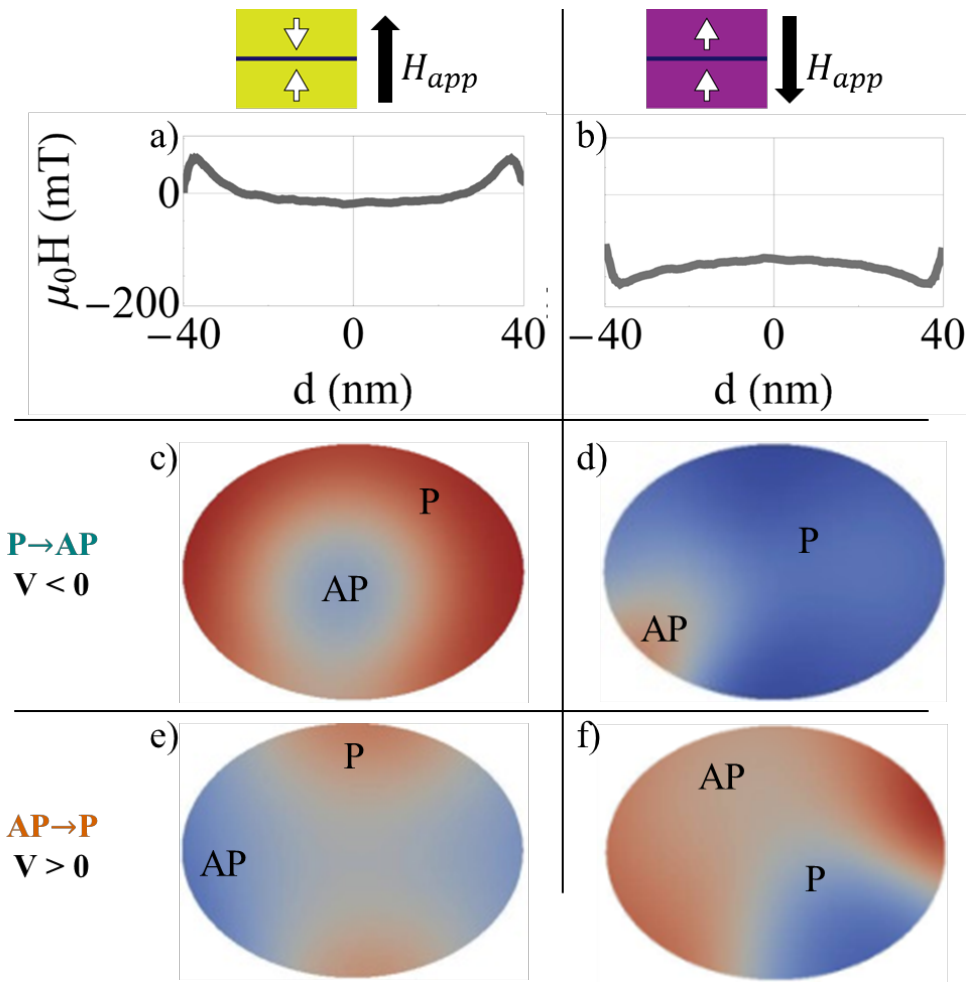 H_app
H_app
a)
b)
μ₀H (mT)
0
−200
−40
0
40
−40
0
40
d (nm)
d (nm)
c)
P
AP
d)
P
AP
P→AP
V < 0
e)
P
AP
f)
AP
P
AP→P
V > 0